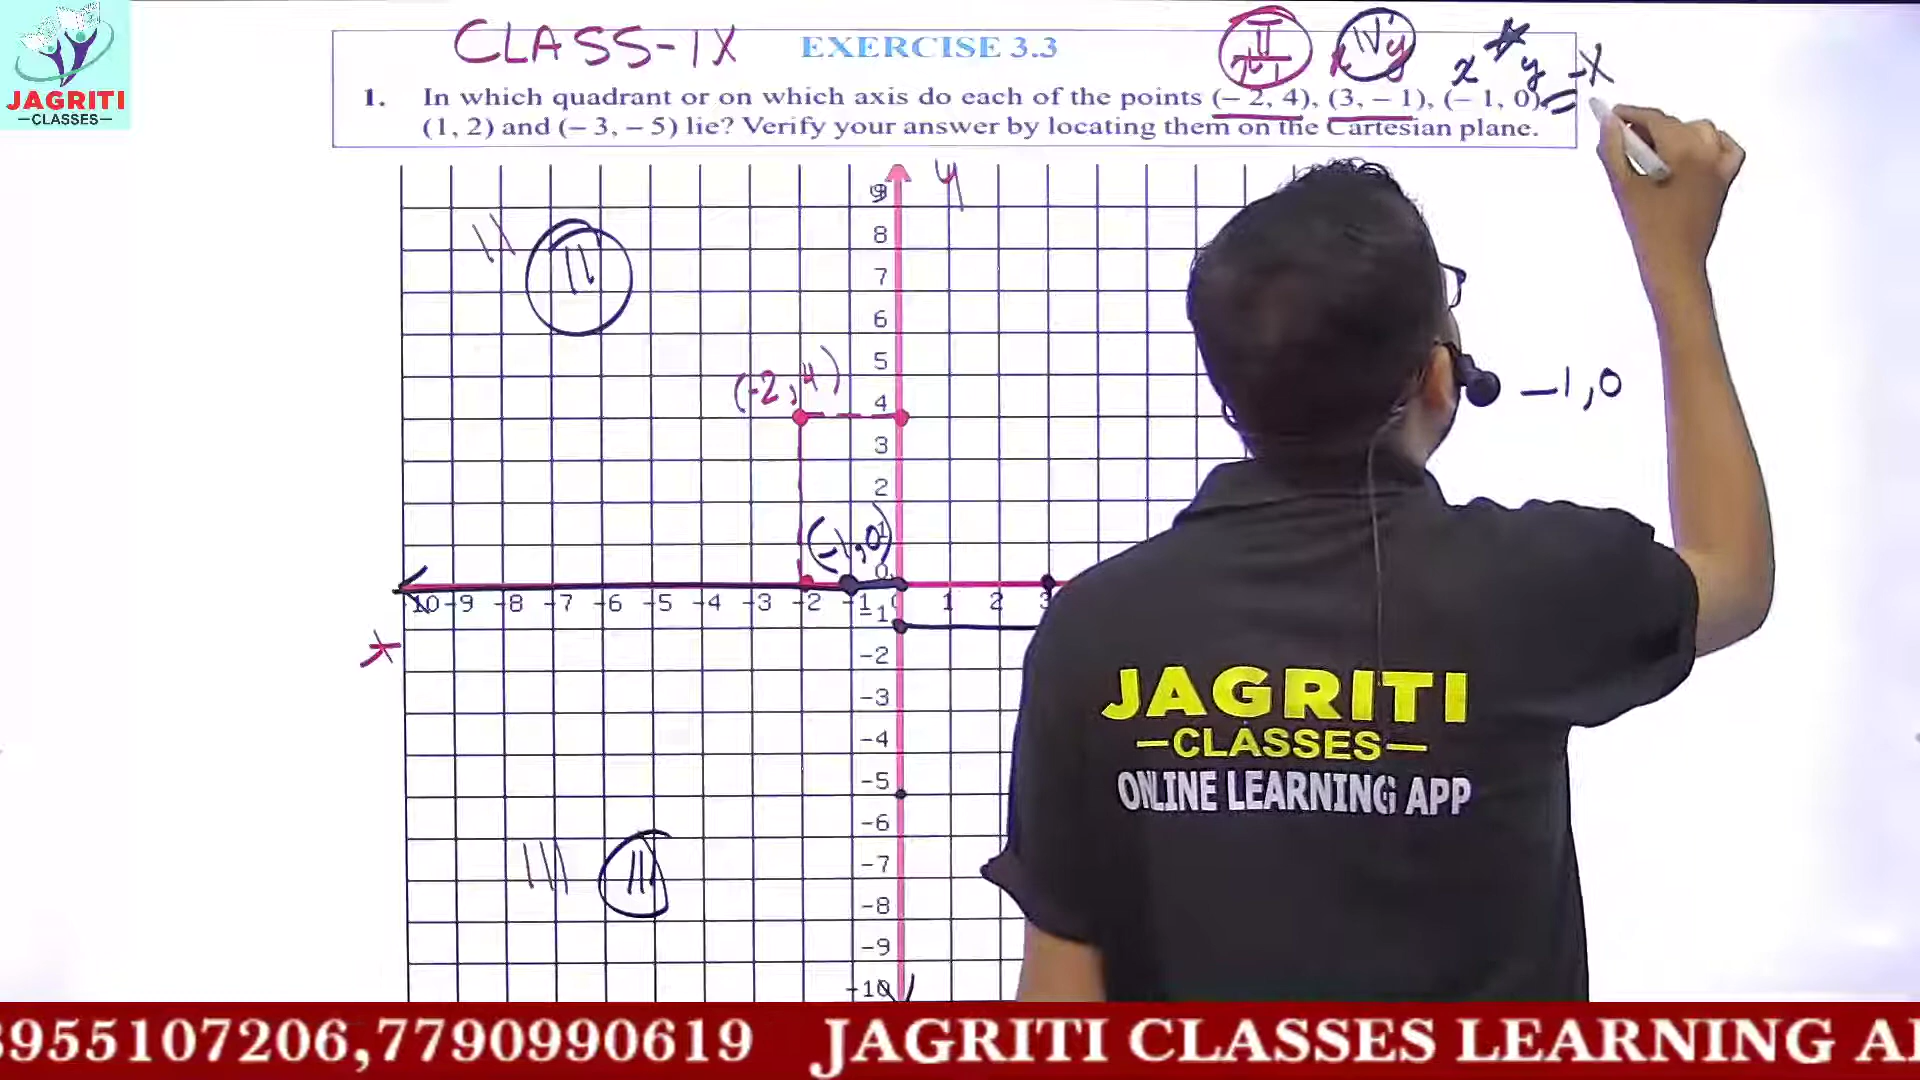 JAGRITI
—CLASSES—
CLASS-IX
EXERCISE 3.3
II
IV
x y
x y
-X
1. In which quadrant or on which axis do each of the points (– 2, 4), (3, – 1), (– 1, 0),
(1, 2) and (– 3, – 5) lie? Verify your answer by locating them on the Cartesian plane.
y
9
8
II
7
6
5
(-2,4)
4
-1,0
3
2
1
(-1,0)
0
-10 -9 -8 -7 -6 -5 -4 -3 -2 -1 0 1 2 3
-1
x
-2
-3
-4
-5
-6
-7
III III
-8
-9
-10
JAGRITI
—CLASSES—
ONLINE LEARNING APP
8955107206,7790990619 JAGRITI CLASSES LEARNING A